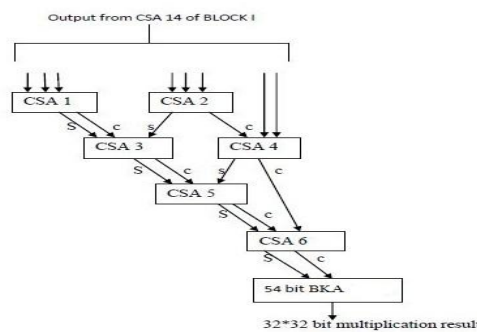 Output from CSA 14 of BLOCK I
CSA 1
CSA 2
S
c
s
c
CSA 3
CSA 4
S
c
s
c
CSA 5
S
c
CSA 6
S
c
54 bit BKA
32*32 bit multiplication result